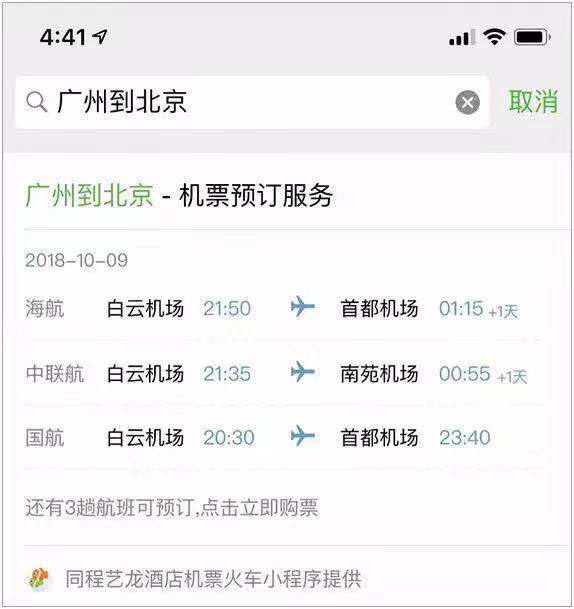 4:41
广州到北京 取消
广州到北京 - 机票预订服务
2018-10-09
海航 白云机场 21:50 首都机场 01:15 +1天
中联航 白云机场 21:35 南苑机场 00:55 +1天
国航 白云机场 20:30 首都机场 23:40
还有3趟航班可预订,点击立即购票
同程艺龙酒店机票火车小程序提供